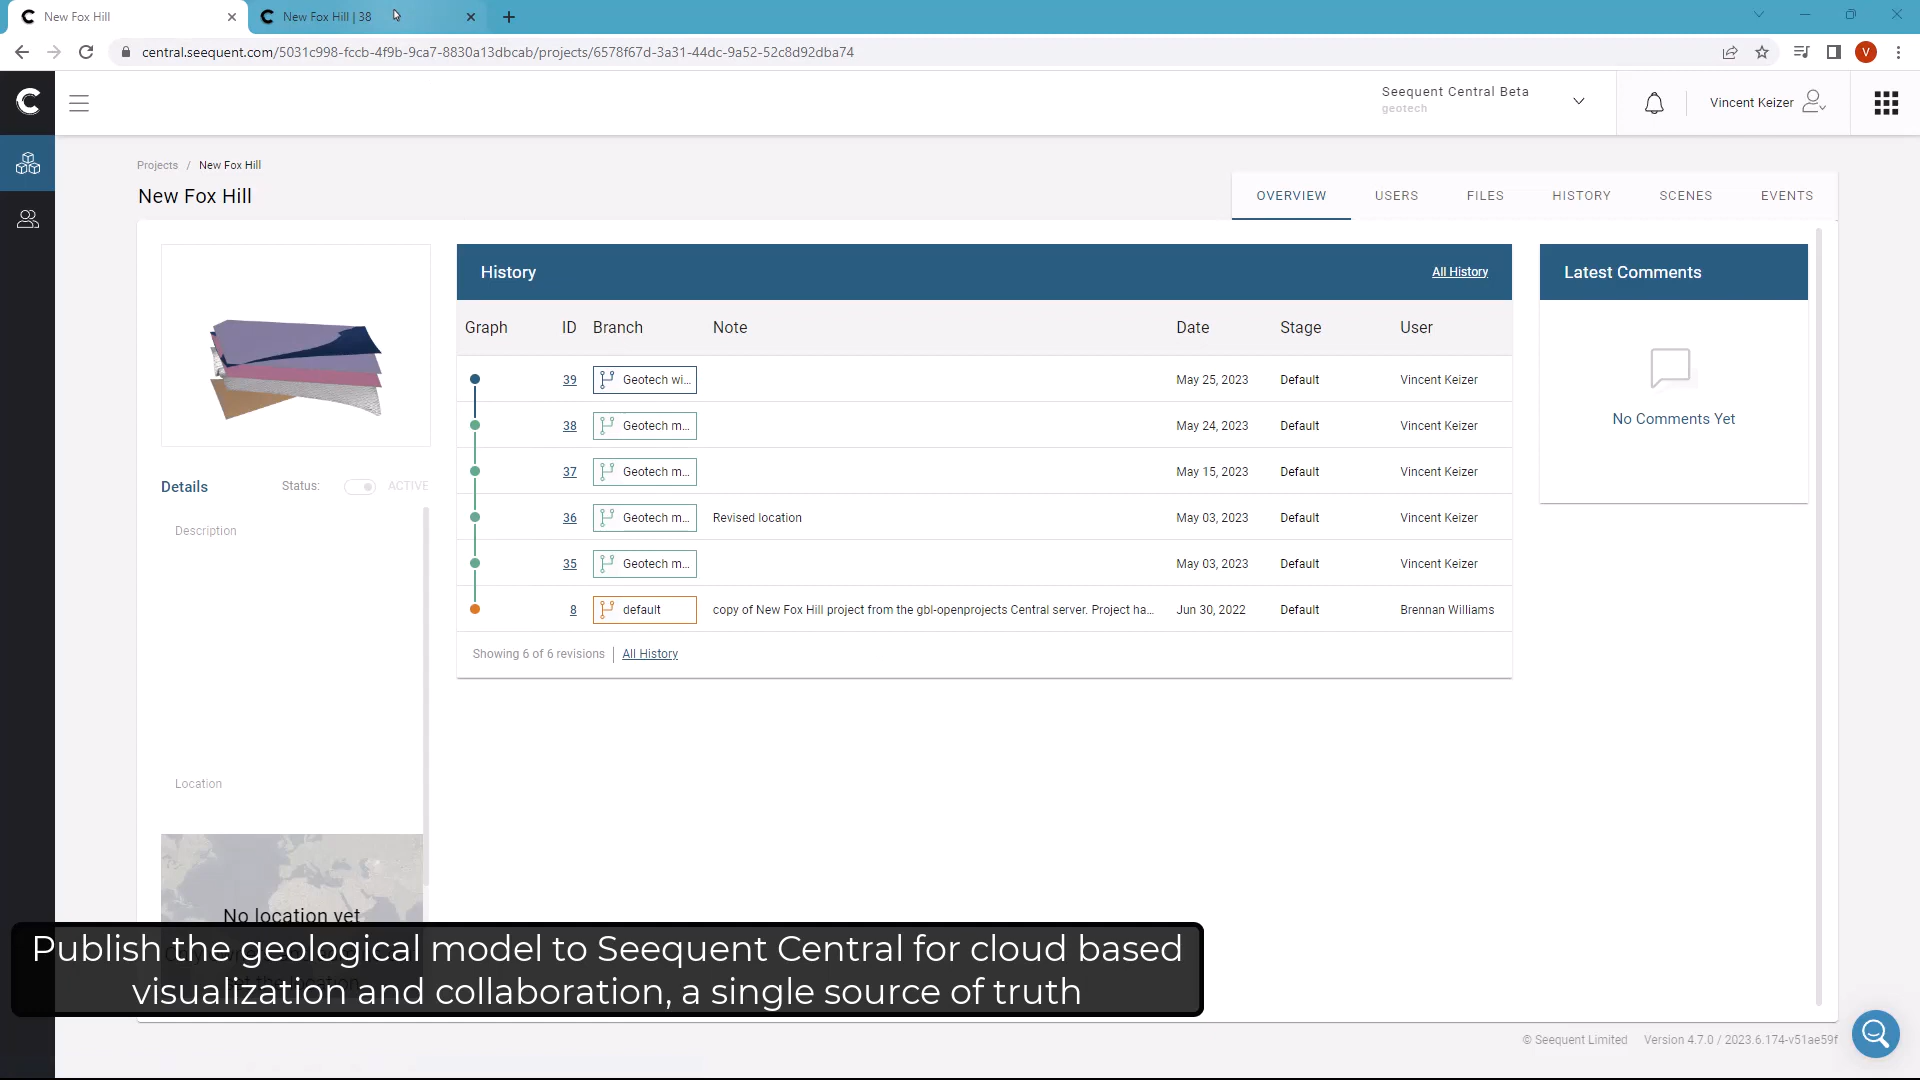 New Fox Hill
New Fox Hill | 38
central.seequent.com/5031c998-fccb-4f9b-9ca7-8830a13dbcab/projects/6578f67d-3a31-44dc-9a52-52c8d92dba74
V
Seequent Central Beta
geotech
Vincent Keizer
Projects / New Fox Hill
New Fox Hill
OVERVIEW USERS FILES HISTORY SCENES EVENTS
History All History
Latest Comments
Graph ID Branch Note Date Stage User
39 Geotech wi... May 25, 2023 Default Vincent Keizer
38 Geotech m... May 24, 2023 Default Vincent Keizer
37 Geotech m... May 15, 2023 Default Vincent Keizer
36 Geotech m... Revised location May 03, 2023 Default Vincent Keizer
35 Geotech m... May 03, 2023 Default Vincent Keizer
8 default copy of New Fox Hill project from the gbl-openprojects Central server. Project ha... Jun 30, 2022 Default Brennan Williams
Showing 6 of 6 revisions | All History
No Comments Yet
Details Status: ACTIVE
Description
Location
No location yet
Publish the geological model to Seequent Central for cloud based
visualization and collaboration, a single source of truth
© Seequent Limited Version 4.7.0 / 2023.6.174-v51ae59f